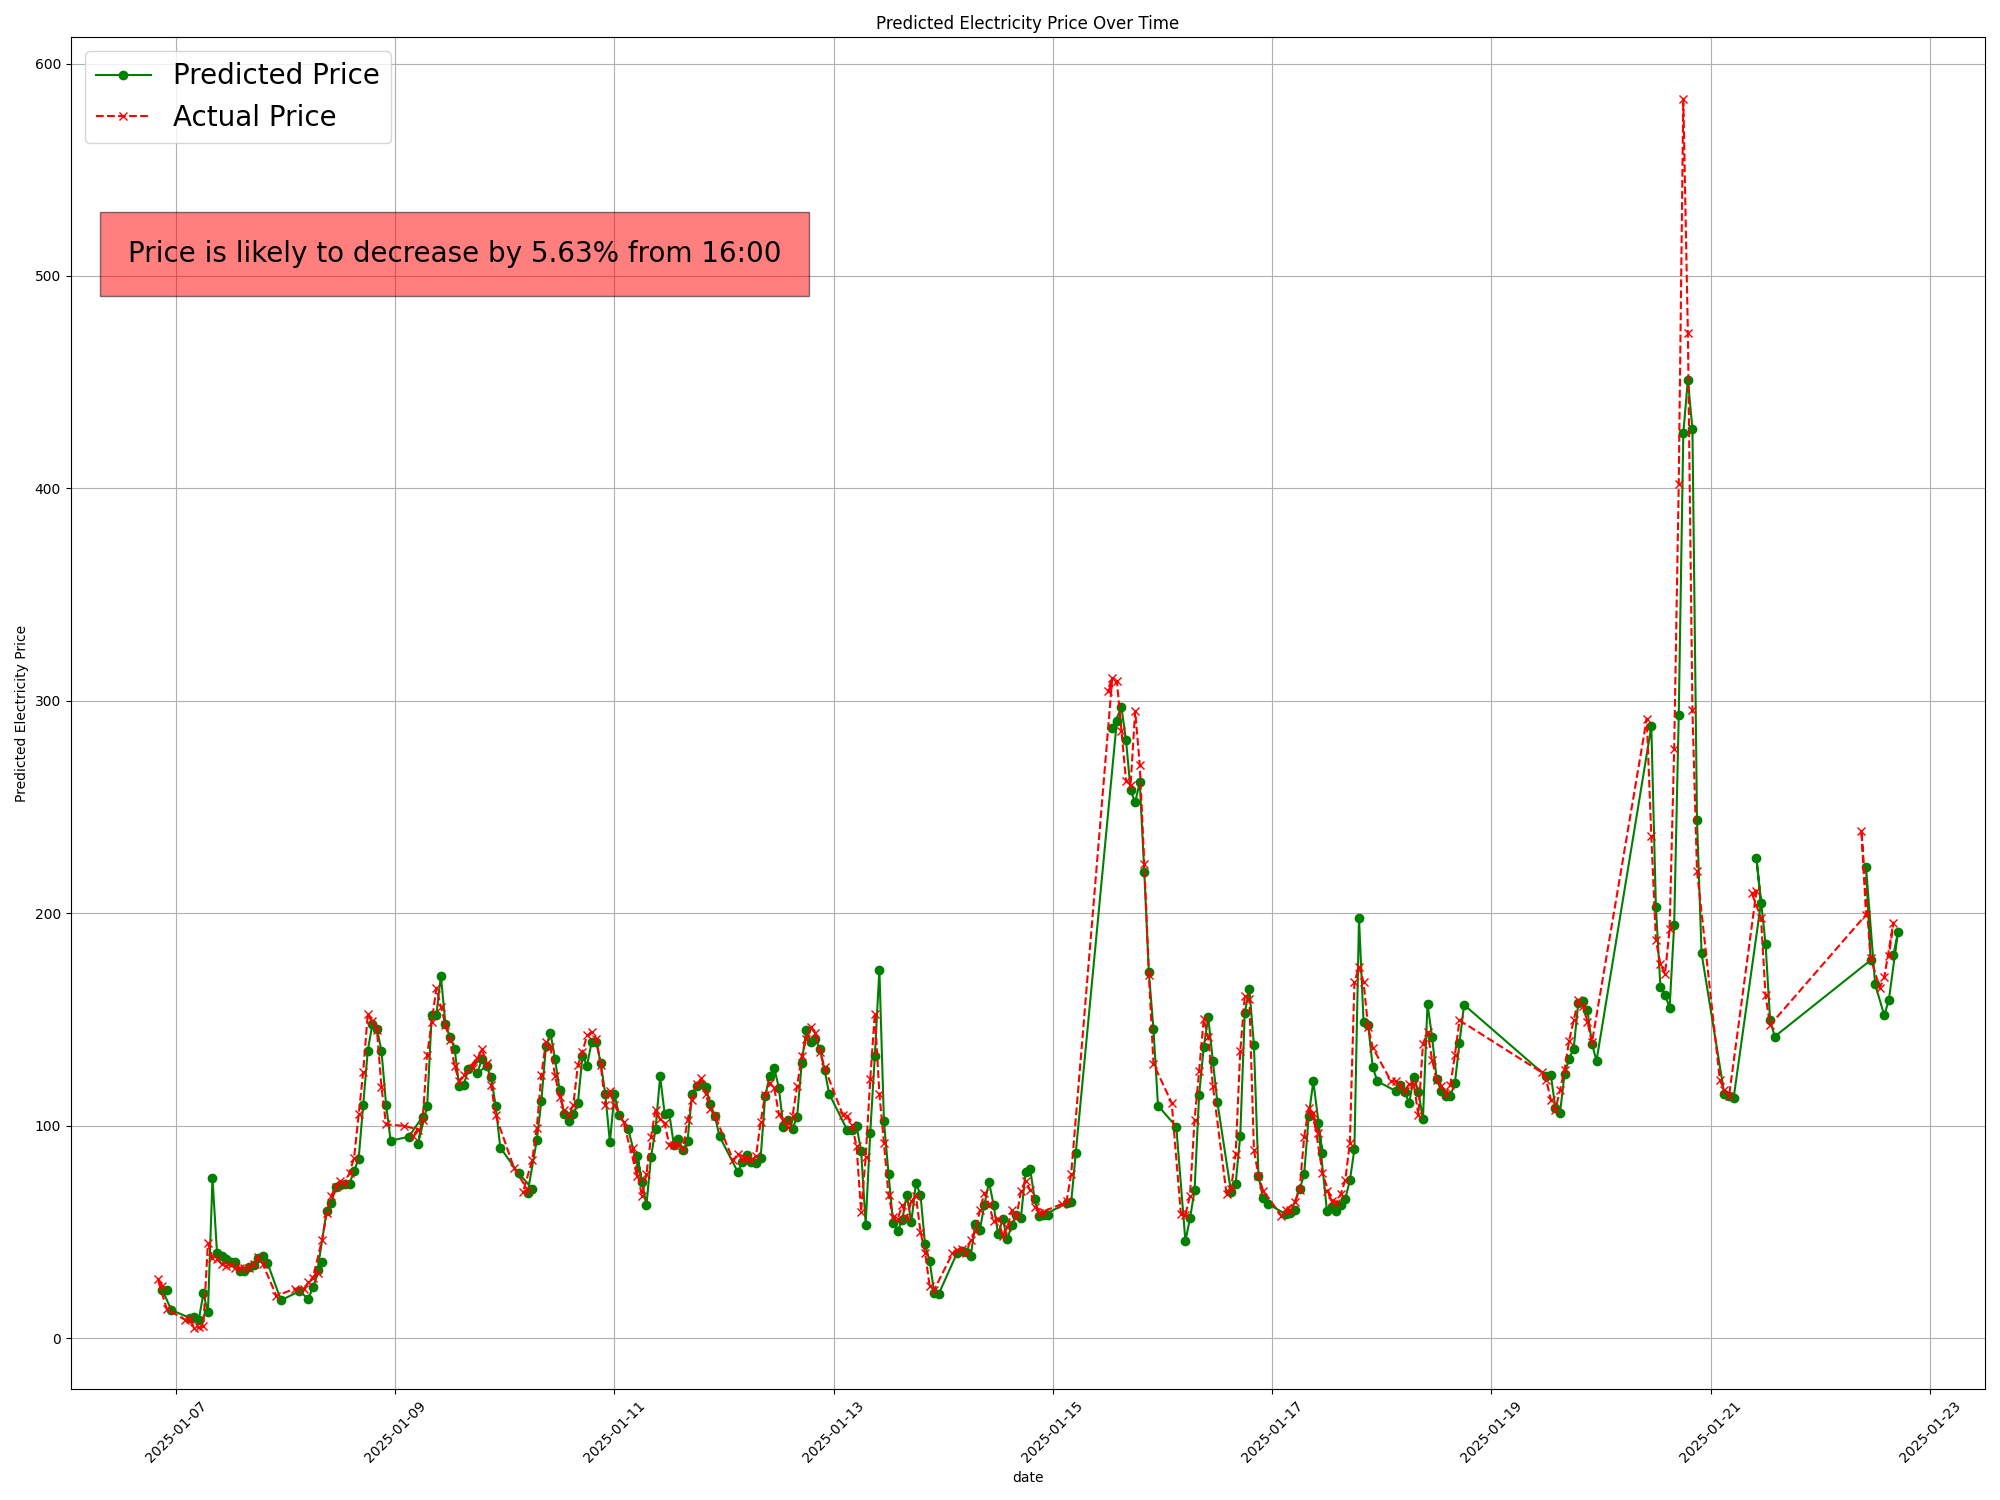 Predicted Electricity Price Over Time
Predicted Price
Actual Price
Price is likely to decrease by 5.63% from 16:00
Predicted Electricity Price
600
500
400
300
200
100
0
2025-01-07
2025-01-09
2025-01-11
2025-01-13
2025-01-15
2025-01-17
2025-01-19
2025-01-21
2025-01-23
date